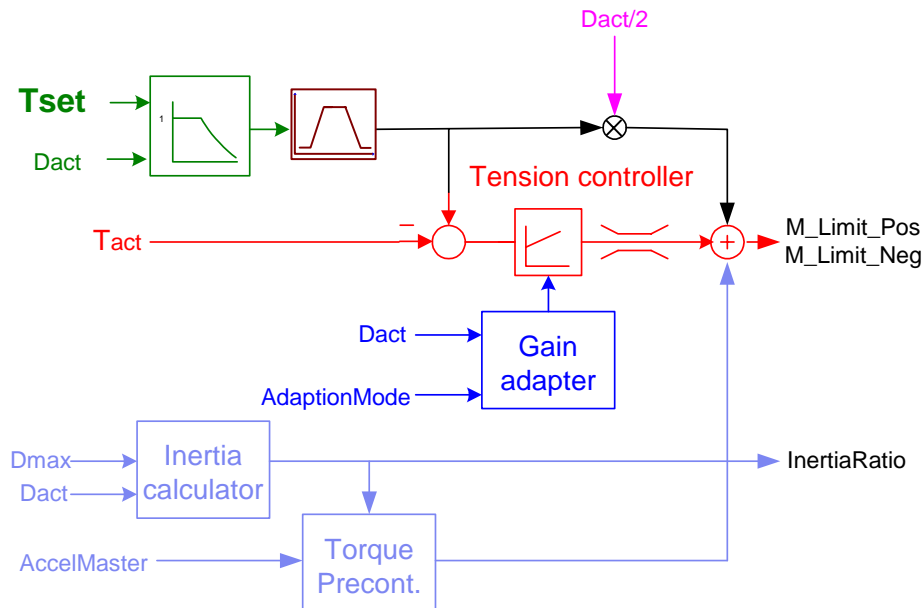 Dact/2
Tset
1
Dact
Tension controller
Tact
M_Limit_Pos
M_Limit_Neg
+
Dact
Gain
adapter
AdaptionMode
Dmax
Inertia
calculator
InertiaRatio
Dact
AccelMaster
Torque
Precont.